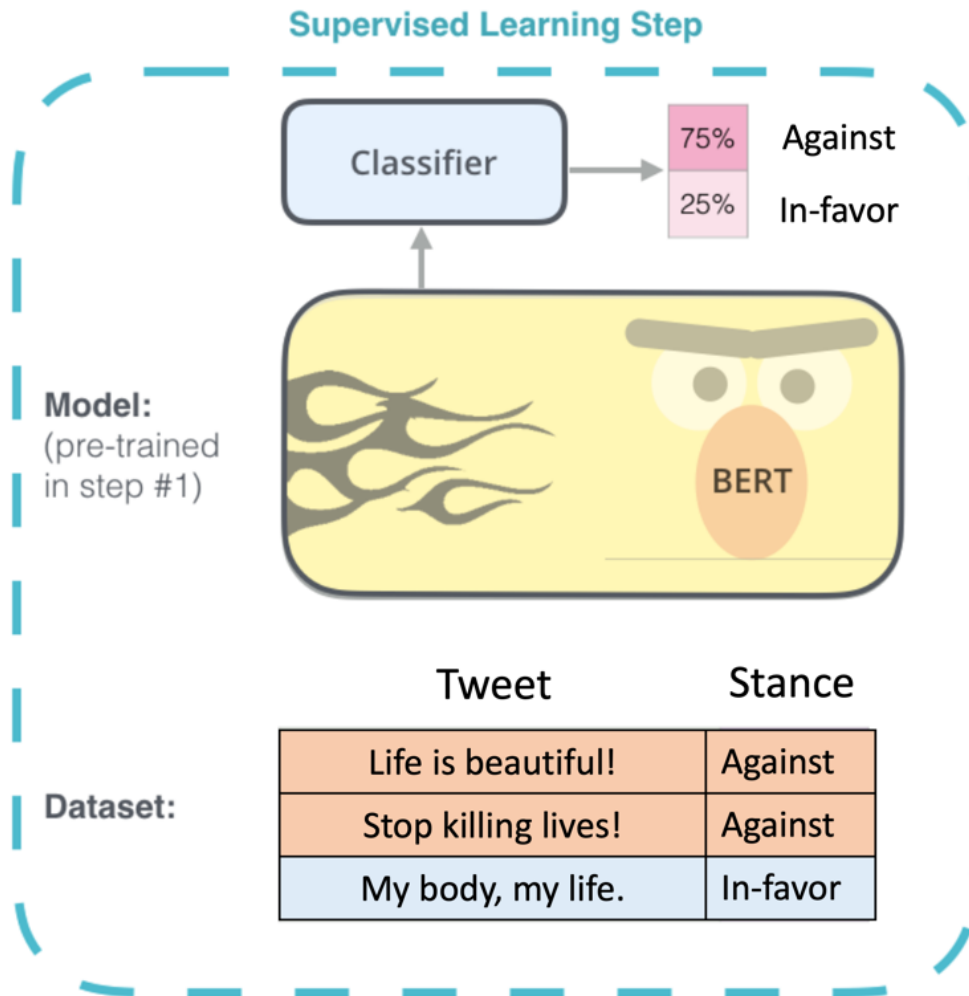 Supervised Learning Step
Classifier
75%
Against
25%
In-favor
Model:
(pre-trained
in step #1)
BERT
Tweet Stance
Dataset:
Life is beautiful! Against
Stop killing lives! Against
My body, my life. In-favor